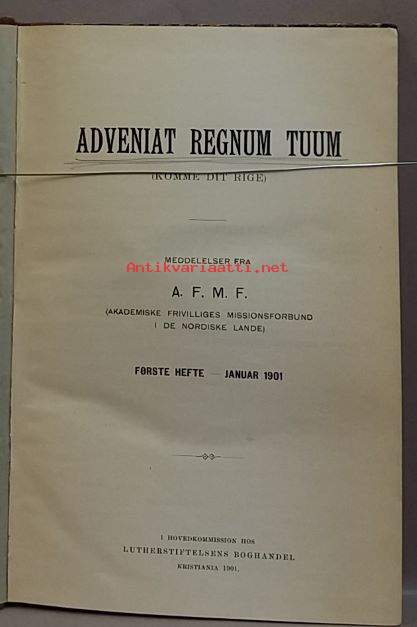 ADVENIAT REGNUM TUUM
(KOMME DIT RIGE)
MEDDELELSER FRA
Antikvariaatti.net
A. F. M. F.
(AKADEMISKE FRIVILLIGES MISSIONSFORBUND
I DE NORDISKE LANDE)
FØRSTE HEFTE — JANUAR 1901
I HOVEDKOMMISSION HOS
LUTHERSTIFTELSENS BOGHANDEL
KRISTIANIA 1901.